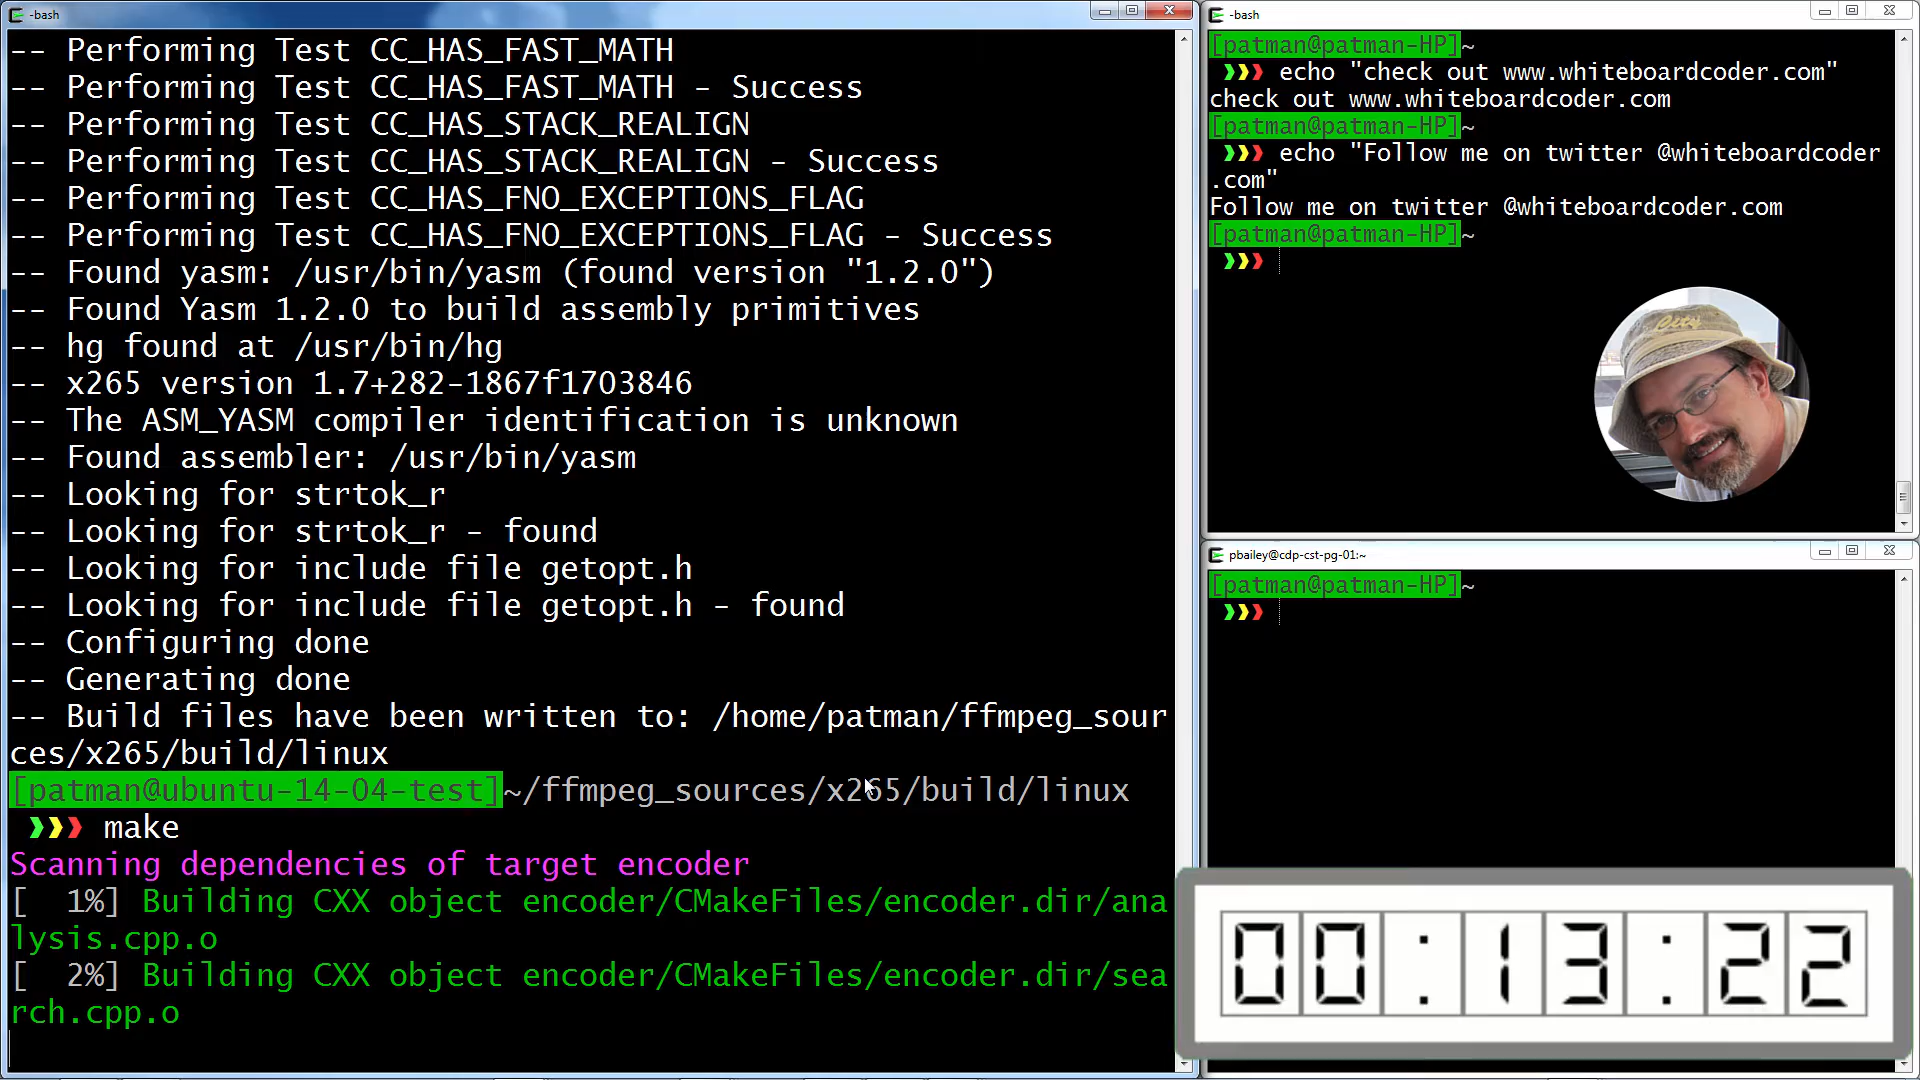 -bash
-- Performing Test CC_HAS_FAST_MATH
-- Performing Test CC_HAS_FAST_MATH - Success
-- Performing Test CC_HAS_STACK_REALIGN
-- Performing Test CC_HAS_STACK_REALIGN - Success
-- Performing Test CC_HAS_FNO_EXCEPTIONS_FLAG
-- Performing Test CC_HAS_FNO_EXCEPTIONS_FLAG - Success
-- Found yasm: /usr/bin/yasm (found version "1.2.0")
-- Found Yasm 1.2.0 to build assembly primitives
-- hg found at /usr/bin/hg
-- x265 version 1.7+282-1867f1703846
-- The ASM_YASM compiler identification is unknown
-- Found assembler: /usr/bin/yasm
-- Looking for strtok_r
-- Looking for strtok_r - found
-- Looking for include file getopt.h
-- Looking for include file getopt.h - found
-- Configuring done
-- Generating done
-- Build files have been written to: /home/patman/ffmpeg_sour
ces/x265/build/linux
[patman@ubuntu-14-04-test]~/ffmpeg_sources/x265/build/linux
❯❯❯ make
Scanning dependencies of target encoder
[  1%] Building CXX object encoder/CMakeFiles/encoder.dir/ana
lysis.cpp.o
[  2%] Building CXX object encoder/CMakeFiles/encoder.dir/sea
rch.cpp.o
-bash
[patman@patman-HP]~
❯❯❯ echo "check out www.whiteboardcoder.com"
check out www.whiteboardcoder.com
[patman@patman-HP]~
❯❯❯ echo "Follow me on twitter @whiteboardcoder
.com"
Follow me on twitter @whiteboardcoder.com
[patman@patman-HP]~
❯❯❯
City
pbailey@cdp-cst-pg-01:~
[patman@patman-HP]~
❯❯❯
00:13:22